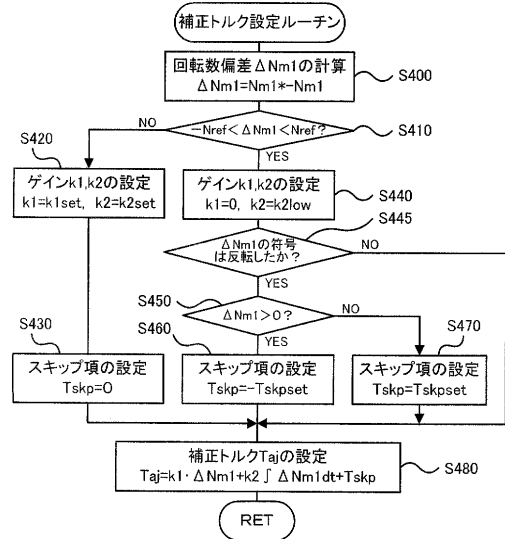 補正トルク設定ルーチン
回転数偏差ΔNm1の計算
ΔNm1=Nm1*-Nm1
S400
-Nref<ΔNm1<Nref?
S410
NO
YES
S420
ゲインk1,k2の設定
k1=k1set, k2=k2set
ゲインk1,k2の設定
k1=0, k2=k2low
S440
S445
ΔNm1の符号
は反転したか?
NO
YES
S450
ΔNm1>0?
NO
YES
S430
スキップ項の設定
Tskp=0
S460
スキップ項の設定
Tskp=-Tskpset
S470
スキップ項の設定
Tskp=Tskpset
補正トルクTajの設定
Taj=k1・ΔNm1+k2∫ΔNm1dt+Tskp
S480
RET